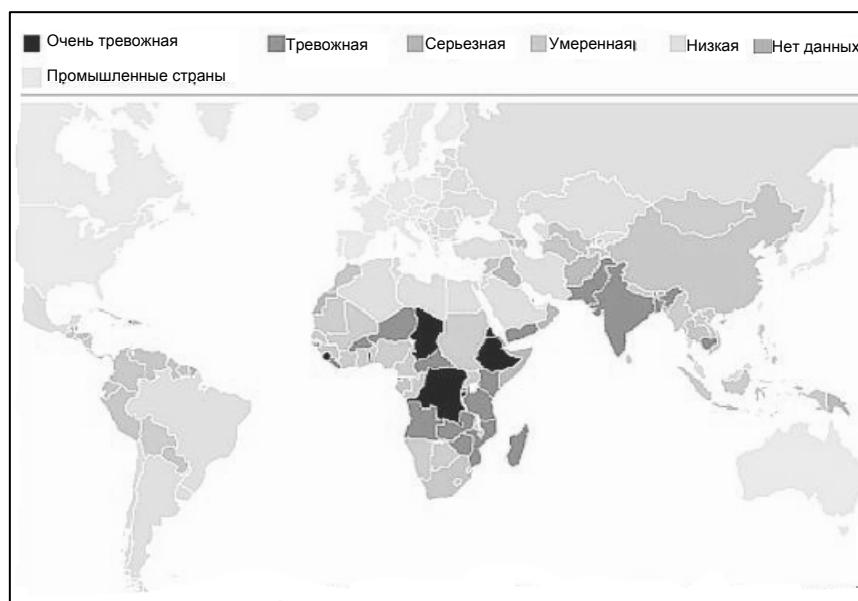 Очень тревожная Тревожная Серьезная Умеренная Низкая Нет данных
Промышленные страны